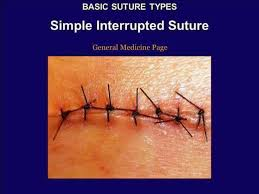 BASIC SUTURE TYPES
Simple Interrupted Suture
General Medicine Page